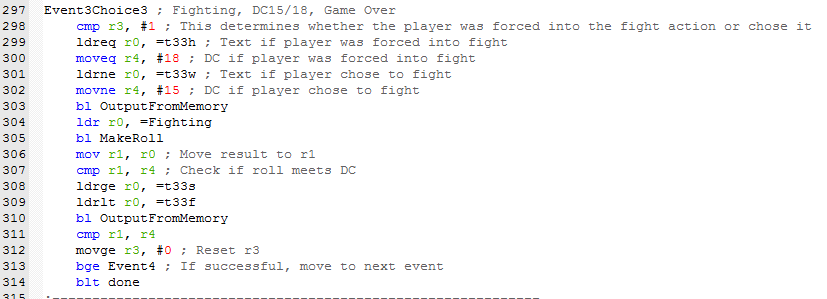 297 Event3Choice3 ; Fighting, DC15/18, Game Over
298 cmp r3, #1 ; This determines whether the player was forced into the fight action or chose it
299 ldreq r0, =t33h ; Text if player was forced into fight
300 moveq r4, #18 ; DC if player was forced into fight
301 ldrne r0, =t33w ; Text if player chose to fight
302 movne r4, #15 ; DC if player chose to fight
303 bl OutputFromMemory
304 ldr r0, =Fighting
305 bl MakeRoll
306 mov r1, r0 ; Move result to r1
307 cmp r1, r4 ; Check if roll meets DC
308 ldrge r0, =t33s
309 ldrlt r0, =t33f
310 bl OutputFromMemory
311 cmp r1, r4
312 movge r3, #0 ; Reset r3
313 bge Event4 ; If successful, move to next event
314 blt done
315 ;-------------------------------------------------------------